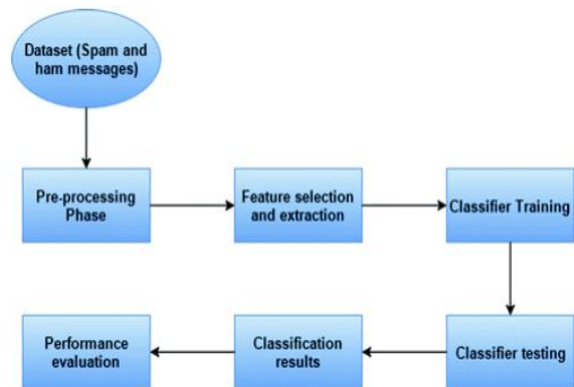 Dataset (Spam and
ham messages)
Pre-processing
Phase
Feature selection
and extraction
Classifier Training
Performance
evaluation
Classification
results
Classifier testing